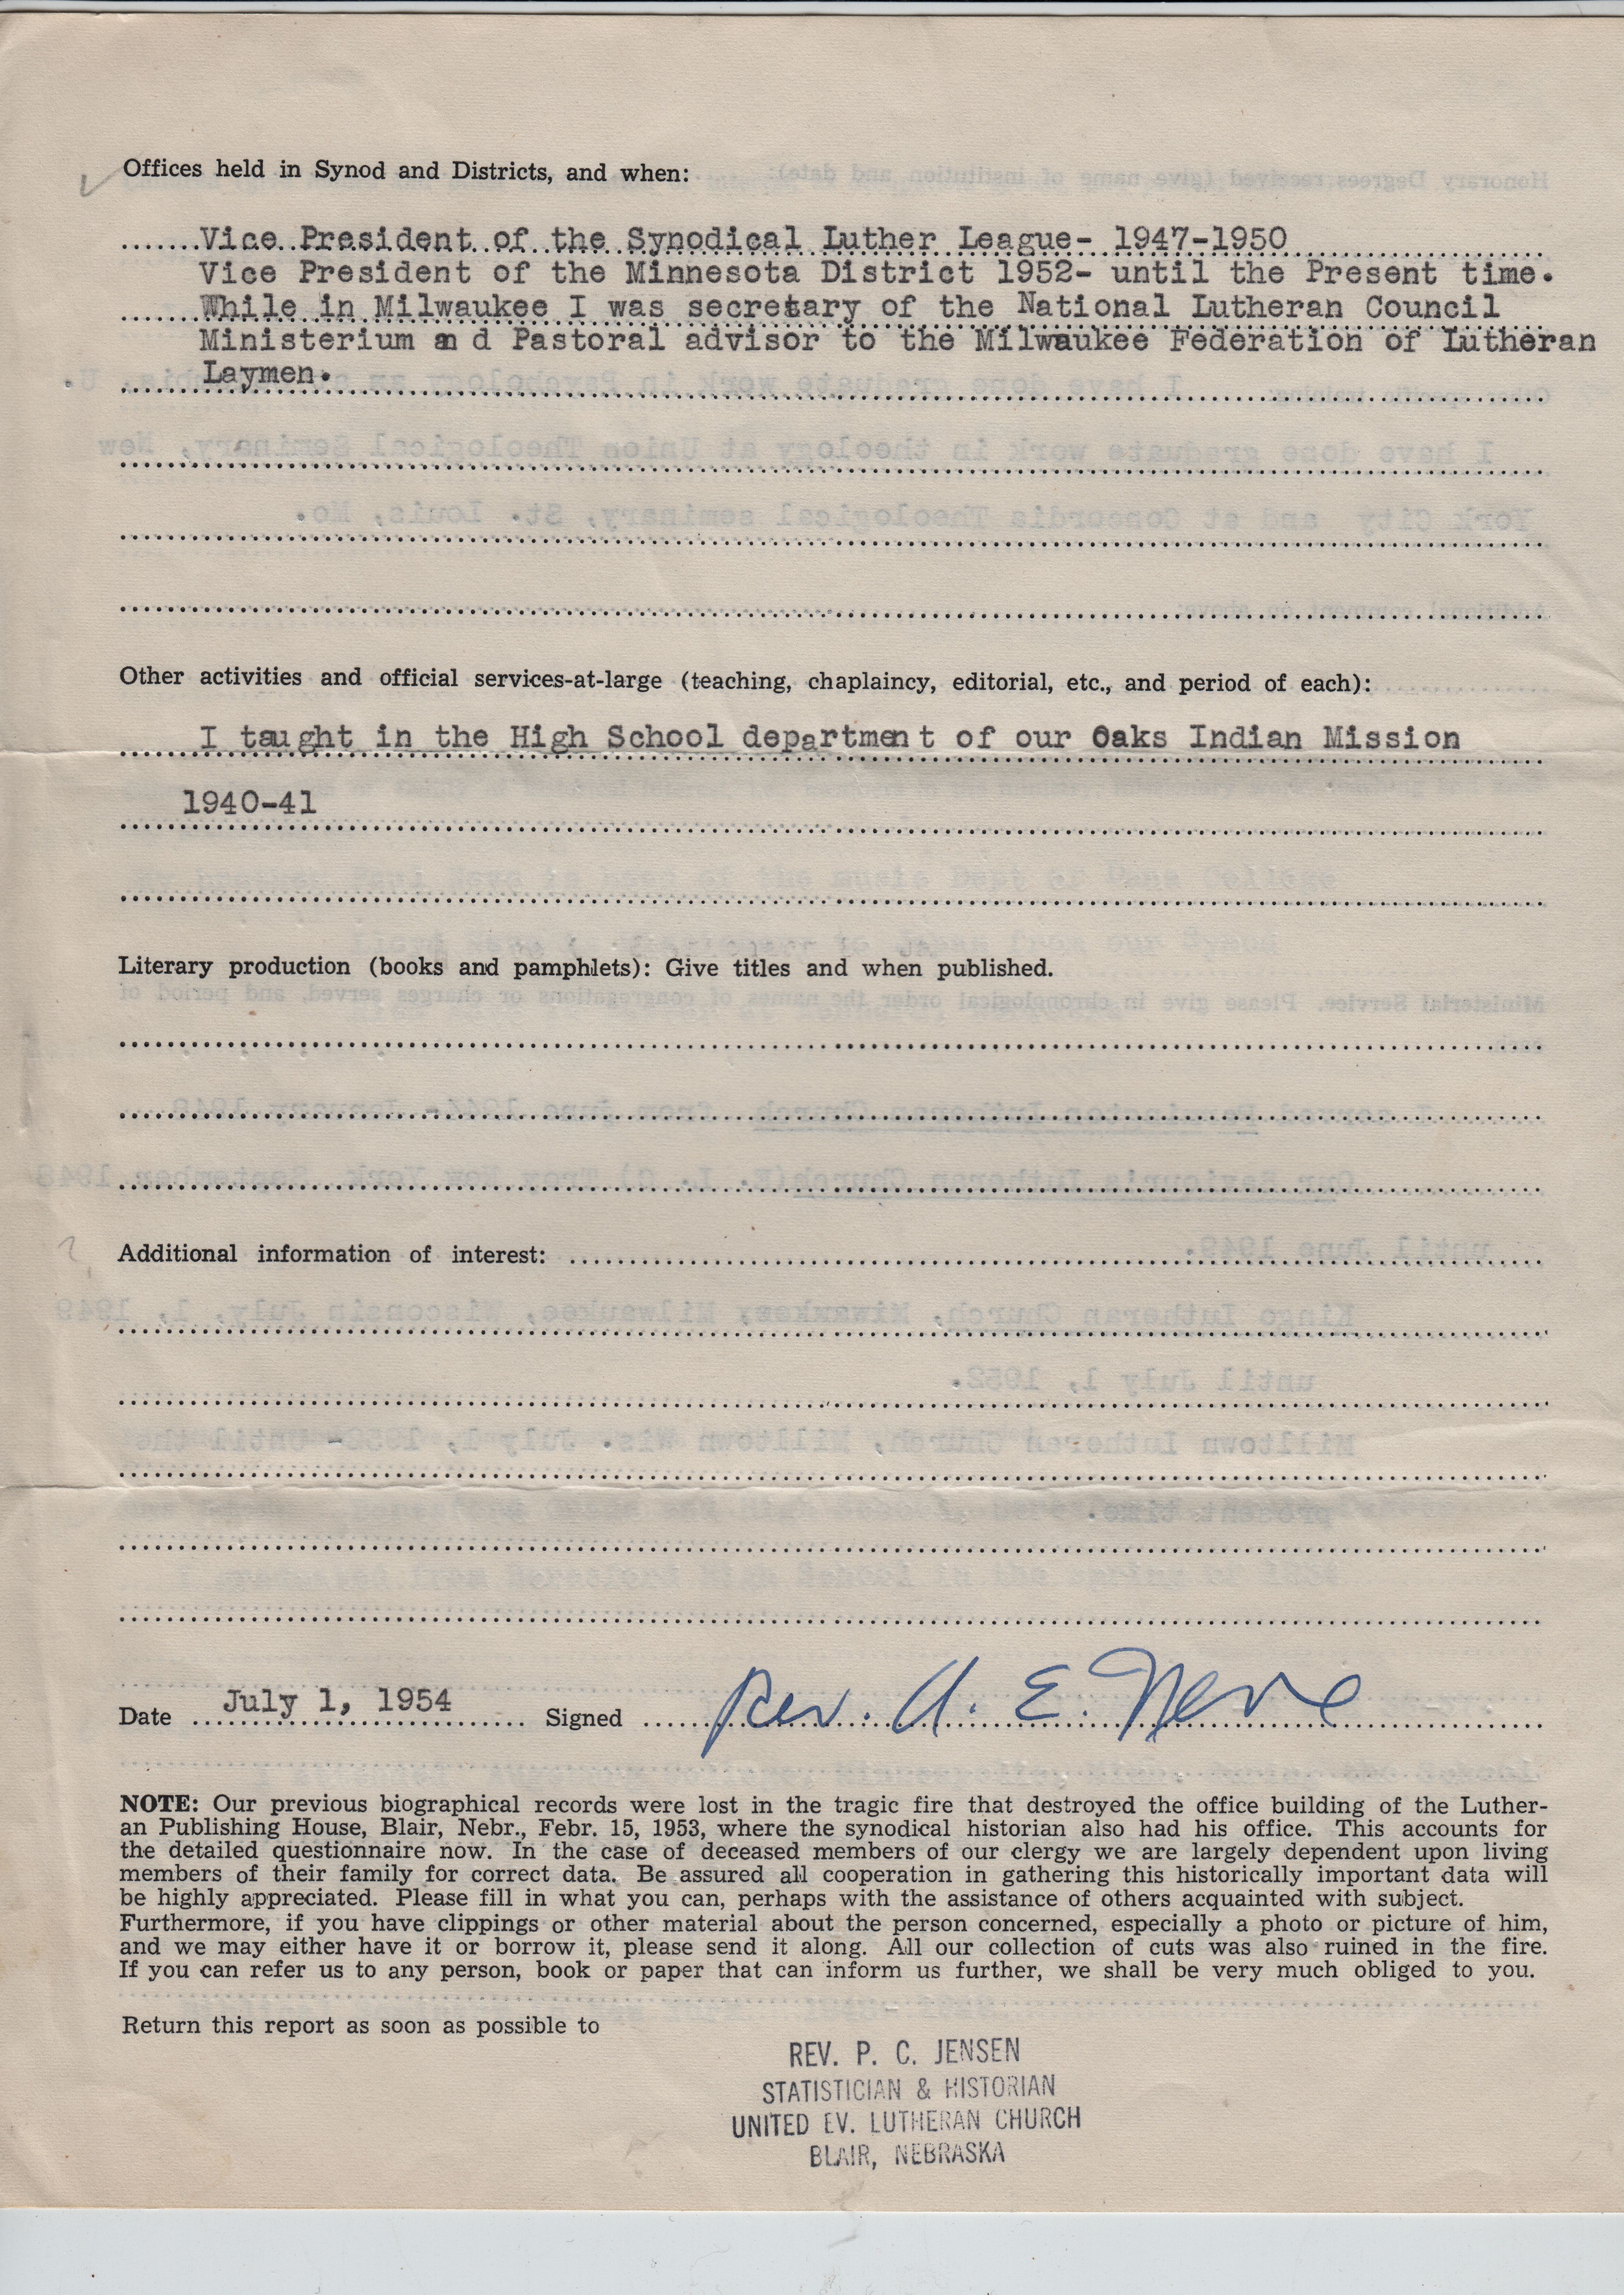 Offices held in Synod and Districts, and when:
Vice President of the Synodical Luther League- 1947-1950
Vice President of the Minnesota District 1952- until the Present time.
While in Milwaukee I was secretary of the National Lutheran Council
Ministerium an d Pastoral advisor to the Milwaukee Federation of Lutheran
Laymen.
Other activities and official services-at-large (teaching, chaplaincy, editorial, etc., and period of each):
I taught in the High School department of our Oaks Indian Mission
1940-41
Literary production (books and pamphlets): Give titles and when published.
Additional information of interest:
Date July 1, 1954 Signed Rev. A. E. Neve
NOTE: Our previous biographical records were lost in the tragic fire that destroyed the office building of the Luther-
an Publishing House, Blair, Nebr., Febr. 15, 1953, where the synodical historian also had his office. This accounts for
the detailed questionnaire now. In the case of deceased members of our clergy we are largely dependent upon living
members of their family for correct data. Be assured all cooperation in gathering this historically important data will
be highly appreciated. Please fill in what you can, perhaps with the assistance of others acquainted with subject.
Furthermore, if you have clippings or other material about the person concerned, especially a photo or picture of him,
and we may either have it or borrow it, please send it along. All our collection of cuts was also ruined in the fire.
If you can refer us to any person, book or paper that can inform us further, we shall be very much obliged to you.
Return this report as soon as possible to
REV. P. C. JENSEN
STATISTICIAN & HISTORIAN
UNITED EV. LUTHERAN CHURCH
BLAIR, NEBRASKA